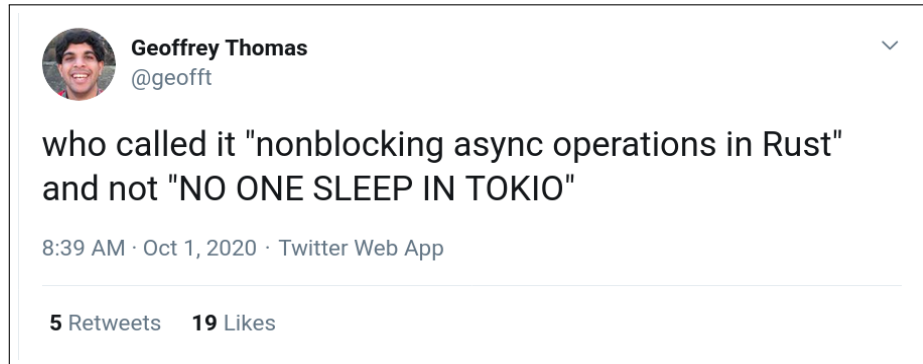 Geoffrey Thomas
@geofft
who called it "nonblocking async operations in Rust"
and not "NO ONE SLEEP IN TOKIO"
8:39 AM · Oct 1, 2020 · Twitter Web App
5 Retweets 19 Likes